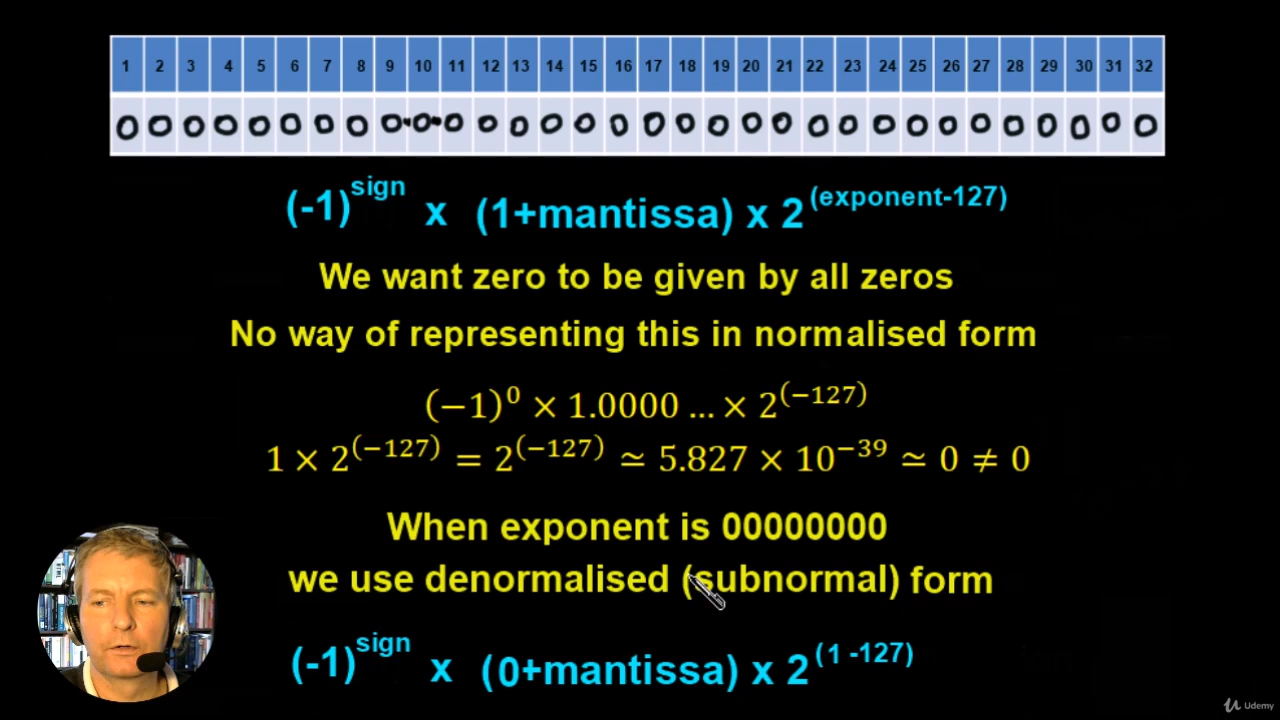 1 2 3 4 5 6 7 8 9 10 11 12 13 14 15 16 17 18 19 20 21 22 23 24 25 26 27 28 29 30 31 32
0 0 0 0 0 0 0 0 0 0 0 0 0 0 0 0 0 0 0 0 0 0 0 0 0 0 0 0 0 0 0 0
(-1)^sign x (1+mantissa) x 2^(exponent-127)
We want zero to be given by all zeros
No way of representing this in normalised form
(−1)^0 × 1.0000 … × 2^(−127)
1 × 2^(−127) = 2^(−127) ≃ 5.827 × 10^−39 ≃ 0 ≠ 0
When exponent is 00000000
we use denormalised (subnormal) form
(-1)^sign x (0+mantissa) x 2^(1 -127)
Udemy